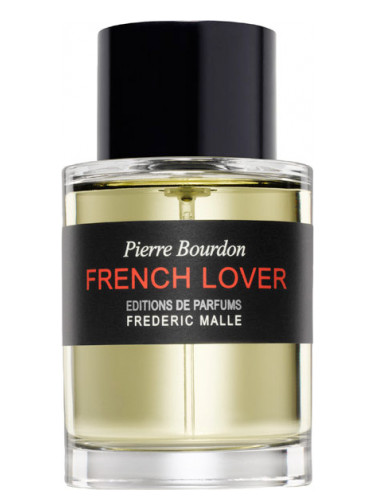 Pierre Bourdon
FRENCH LOVER
EDITIONS DE PARFUMS
FREDERIC MALLE